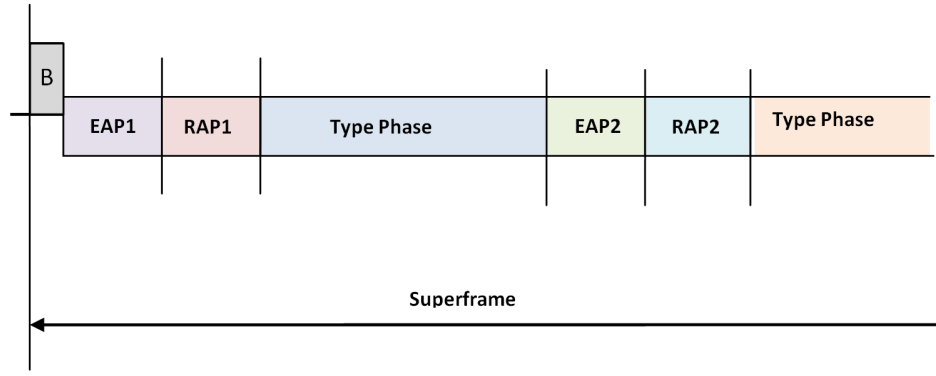 B
EAP1
RAP1
Type Phase
EAP2
RAP2
Type Phase
Superframe